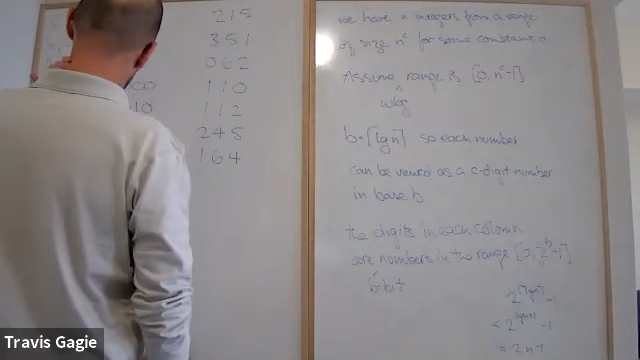 215
351
062
00 110
10 112
245
164
we have n integers from a range
of size n^c for some constant c
Assume range is [0, n^c-1]
^
wlog
b = ⌈lg n⌉ so each number
can be viewed as a c-digit number
in base b
the digits in each column
are numbers in the range [0, 2^b-1]
^
b-bit
2^⌈lg n⌉ -1
< 2^lg n+1 -1
= 2n-1
Travis Gagie